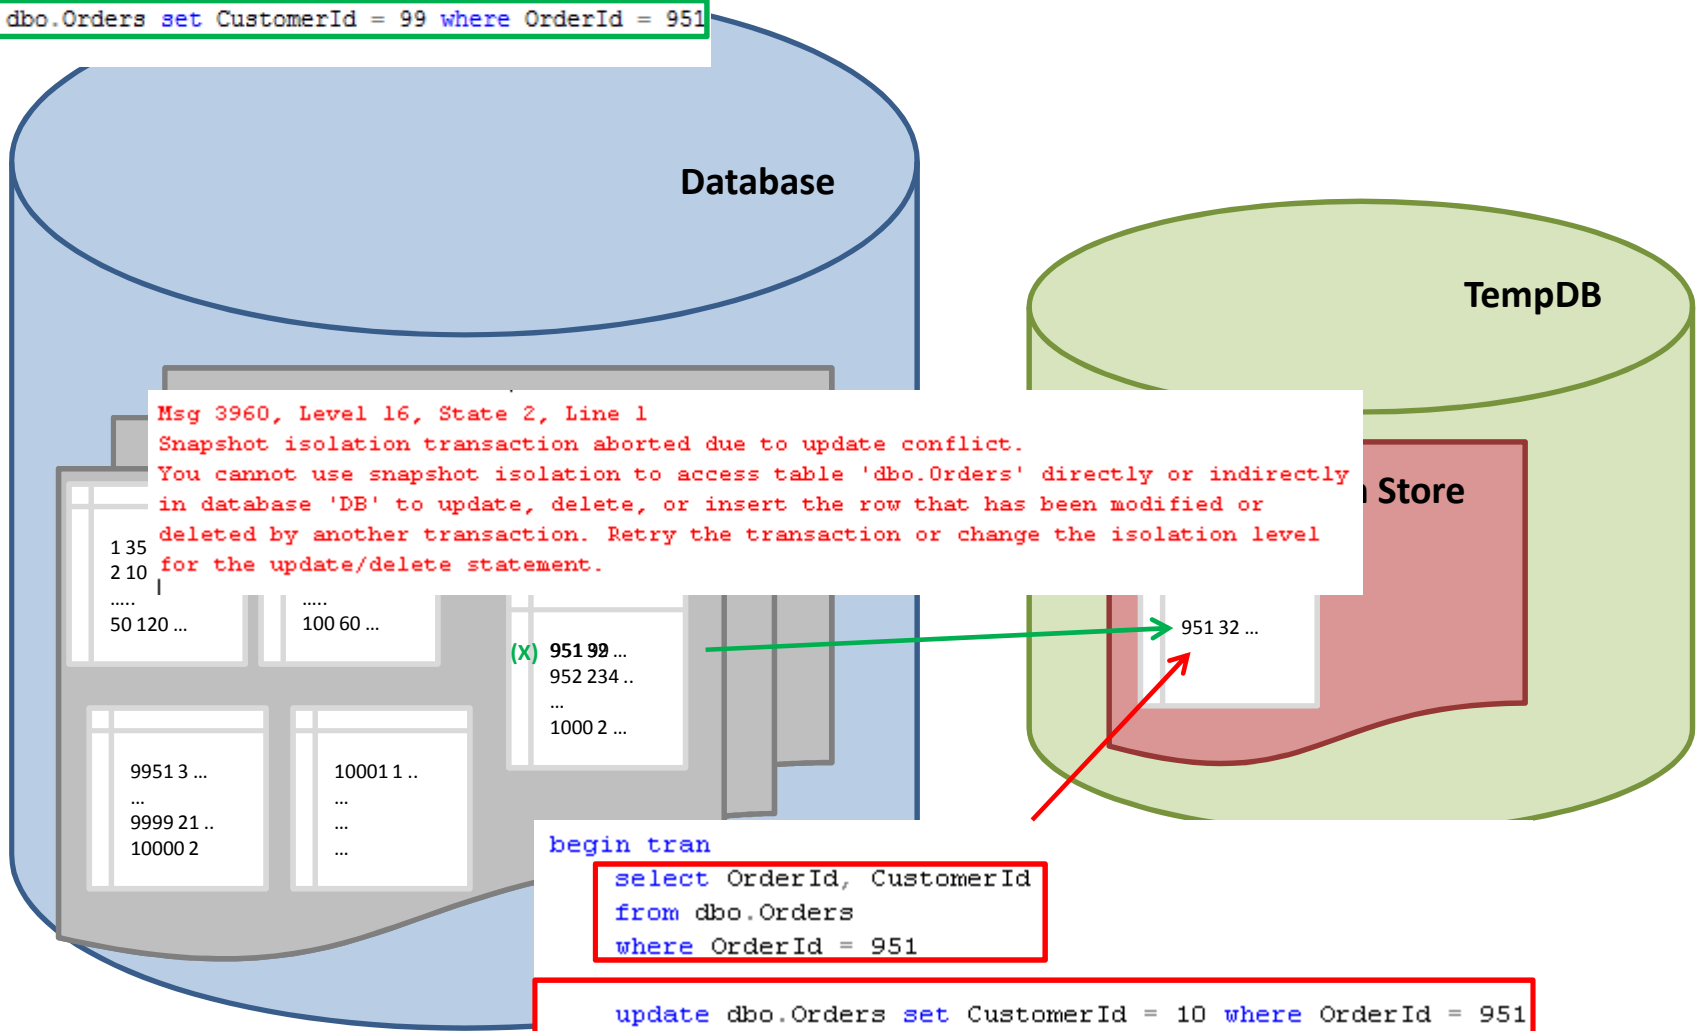 dbo.Orders set CustomerId = 99 where OrderId = 951
Database
TempDB
Msg 3960, Level 16, State 2, Line 1
Snapshot isolation transaction aborted due to update conflict.
You cannot use snapshot isolation to access table 'dbo.Orders' directly or indirectly
in database 'DB' to update, delete, or insert the row that has been modified or
deleted by another transaction. Retry the transaction or change the isolation level
for the update/delete statement.
Store
1 35
2 10
.....
50 120 ...
.....
100 60 ...
(X) 951 ...
952 234 ..
...
1000 2 ...
951 32 ...
9951 3 ...
...
9999 21 ..
10000 2
10001 1 ..
...
...
...
begin tran
select OrderId, CustomerId
from dbo.Orders
where OrderId = 951
update dbo.Orders set CustomerId = 10 where OrderId = 951